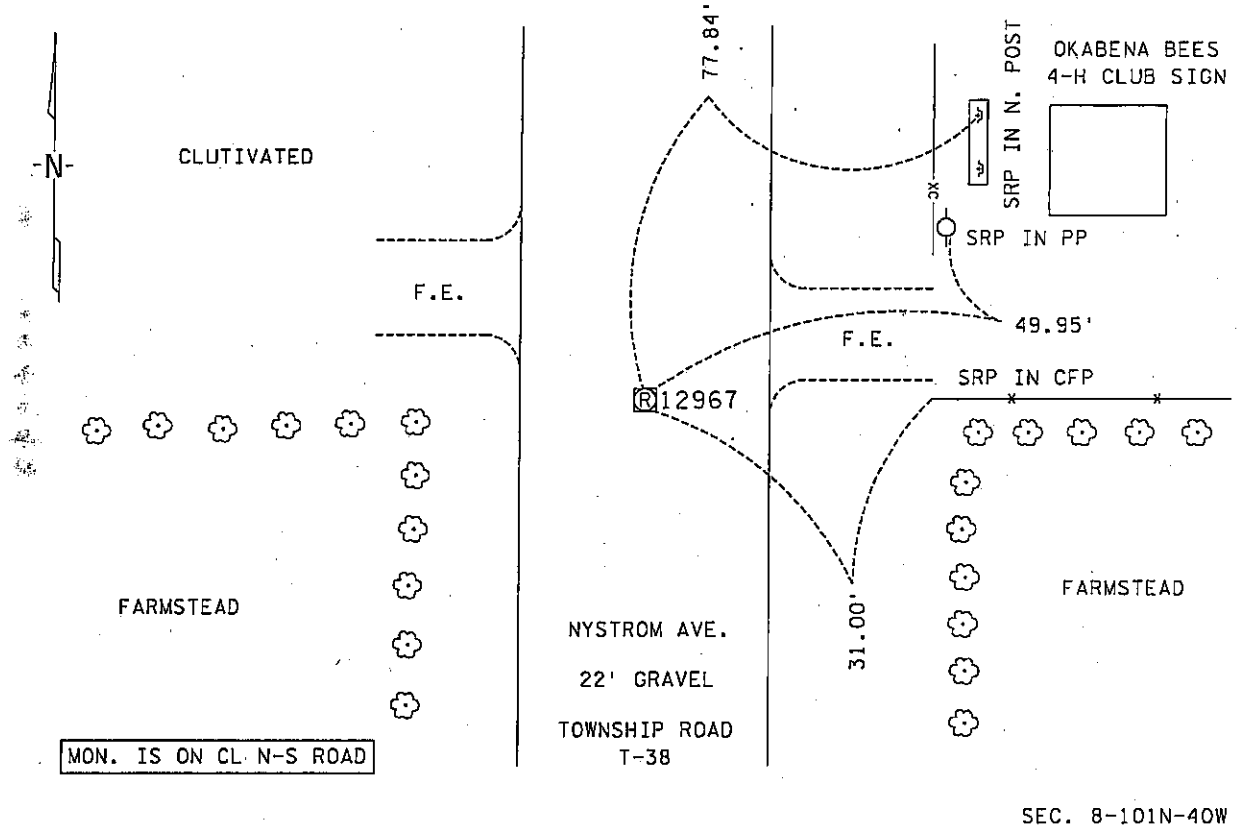 77.84'
OKABENA BEES
4-H CLUB SIGN
SRP IN N. POST
-N-
CLUTIVATED
XC
SRP IN PP
F.E.
49.95'
F.E.
SRP IN CFP
R 12967
x x
FARMSTEAD
FARMSTEAD
31.00'
NYSTROM AVE.
22' GRAVEL
TOWNSHIP ROAD
T-38
MON. IS ON CL N-S ROAD
SEC. 8-101N-40W